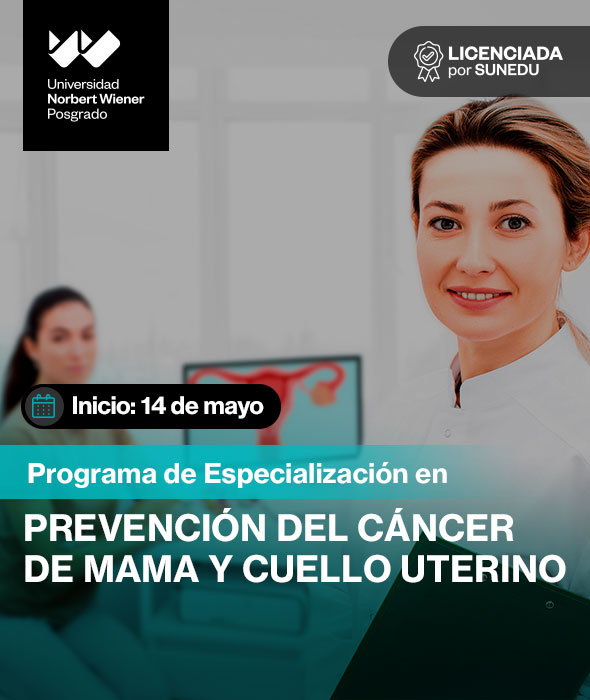 Universidad
Norbert Wiener
Posgrado
LICENCIADA
por SUNEDU
Inicio: 14 de mayo
Programa de Especialización en
PREVENCIÓN DEL CÁNCER
DE MAMA Y CUELLO UTERINO